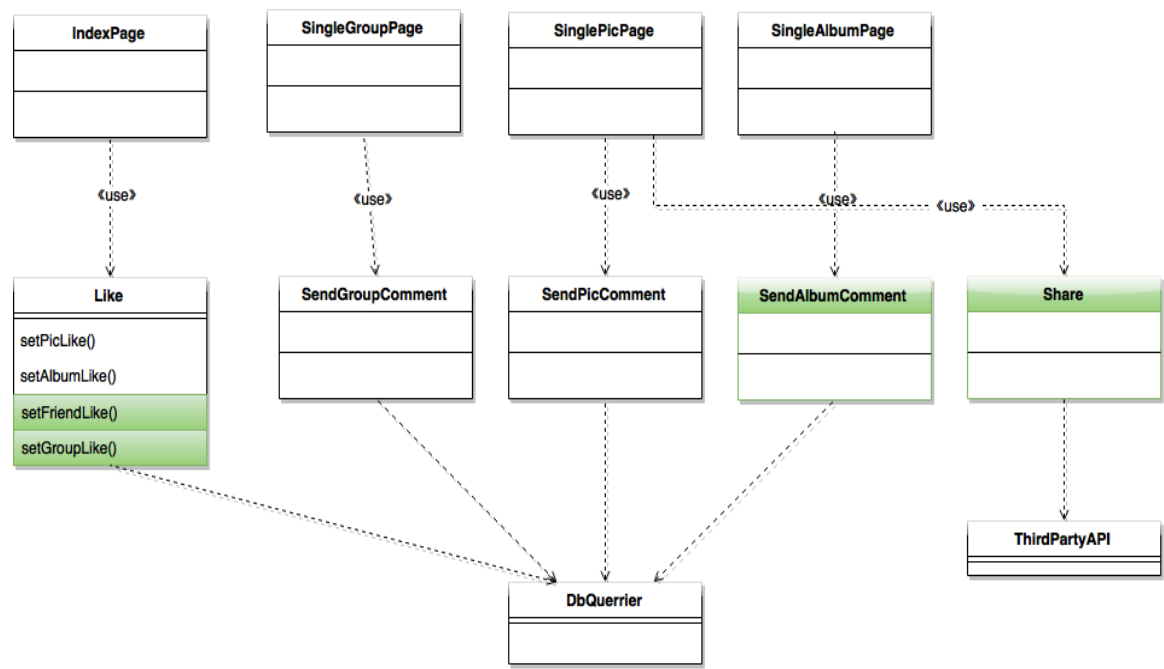 IndexPage
SingleGroupPage
SinglePicPage
SingleAlbumPage
《use》
《use》
《use》
《use》
《use》
Like
setPicLike()
setAlbumLike()
setFriendLike()
setGroupLike()
SendGroupComment
SendPicComment
SendAlbumComment
Share
ThirdPartyAPI
DbQuerrier